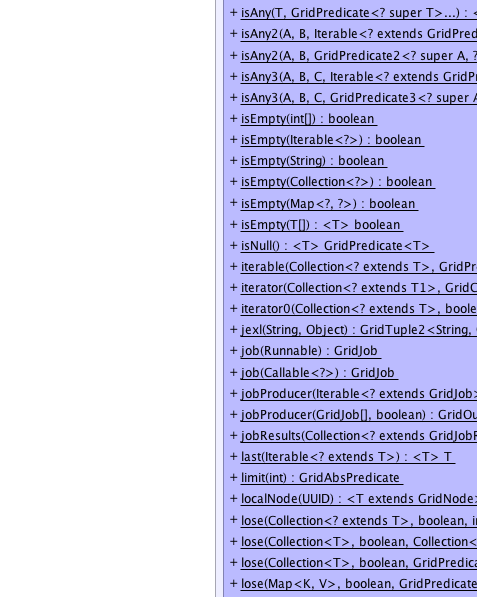 + isAny(T, GridPredicate<? super T>...) : <
+ isAny2(A, B, Iterable<? extends GridPred
+ isAny2(A, B, GridPredicate2<? super A, ?
+ isAny3(A, B, C, Iterable<? extends GridP
+ isAny3(A, B, C, GridPredicate3<? super A
+ isEmpty(int[]) : boolean
+ isEmpty(Iterable<?>) : boolean
+ isEmpty(String) : boolean
+ isEmpty(Collection<?>) : boolean
+ isEmpty(Map<?, ?>) : boolean
+ isEmpty(T[]) : <T> boolean
+ isNull() : <T> GridPredicate<T>
+ iterable(Collection<? extends T>, GridPr
+ iterator(Collection<? extends T1>, GridC
+ iterator0(Collection<? extends T>, boole
+ jexl(String, Object) : GridTuple2<String,
+ job(Runnable) : GridJob
+ job(Callable<?>) : GridJob
+ jobProducer(Iterable<? extends GridJob>
+ jobProducer(GridJob[], boolean) : GridOu
+ jobResults(Collection<? extends GridJobR
+ last(Iterable<? extends T>) : <T> T
+ limit(int) : GridAbsPredicate
+ localNode(UUID) : <T extends GridNode>
+ lose(Collection<? extends T>, boolean, i
+ lose(Collection<T>, boolean, Collection<
+ lose(Collection<T>, boolean, GridPredica
+ lose(Map<K, V>, boolean, GridPredicate